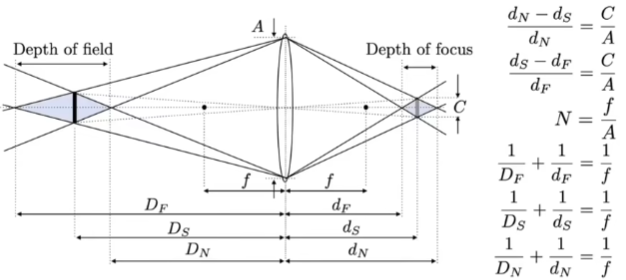 A
Depth of field
Depth of focus
C
f
f
D_F
d_F
D_S
d_S
D_N
d_N
\frac{d_N - d_S}{d_N} = \frac{C}{A}
\frac{d_S - d_F}{d_F} = \frac{C}{A}
N = \frac{f}{A}
\frac{1}{D_F} + \frac{1}{d_F} = \frac{1}{f}
\frac{1}{D_S} + \frac{1}{d_S} = \frac{1}{f}
\frac{1}{D_N} + \frac{1}{d_N} = \frac{1}{f}